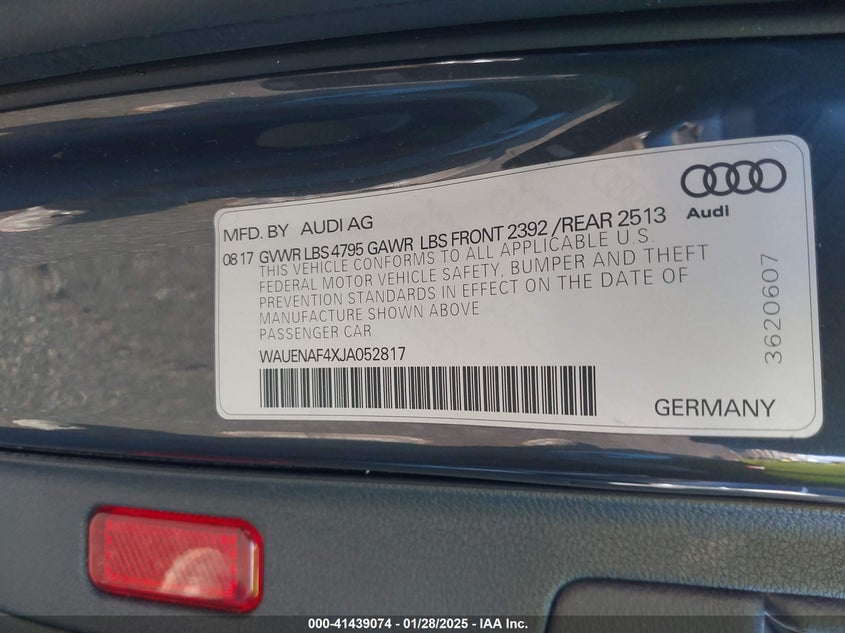 Audi
MFD. BY AUDI AG
08 17 GVWR LBS 4795 GAWR LBS FRONT 2392 /REAR 2513
THIS VEHICLE CONFORMS TO ALL APPLICABLE U.S.
FEDERAL MOTOR VEHICLE SAFETY, BUMPER AND THEFT
PREVENTION STANDARDS IN EFFECT ON THE DATE OF
MANUFACTURE SHOWN ABOVE
PASSENGER CAR
WAUENAF4XJA052817
GERMANY
3620607
000-41439074 - 01/28/2025 - IAA Inc.